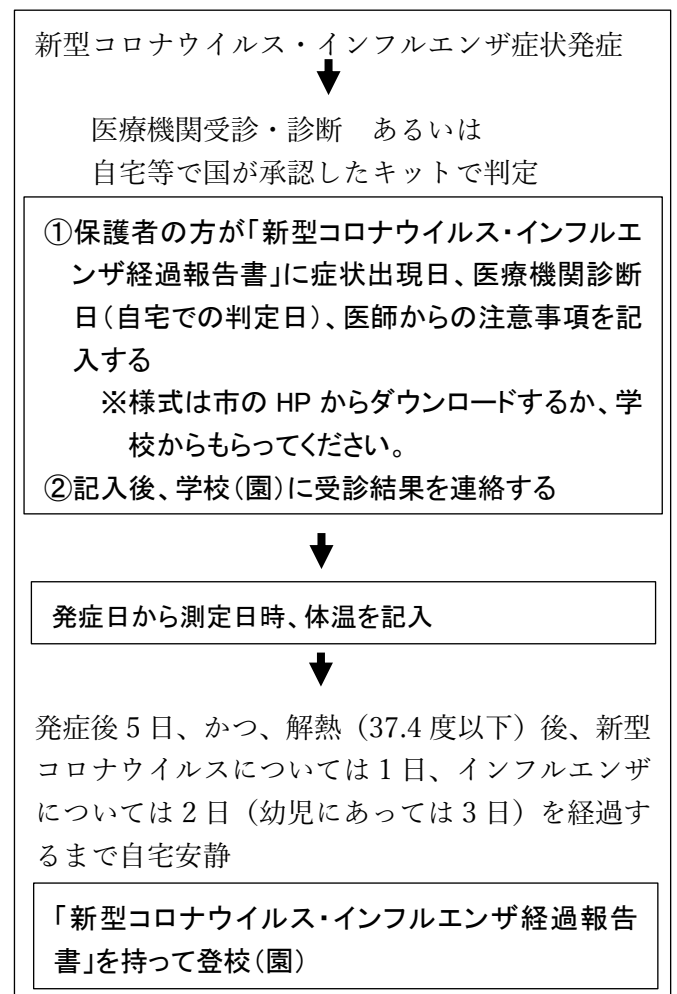 新型コロナウイルス・インフルエンザ症状発症
医療機関受診・診断　あるいは
自宅等で国が承認したキットで判定
①保護者の方が「新型コロナウイルス・インフルエ
ンザ経過報告書」に症状出現日、医療機関診断
日（自宅での判定日）、医師からの注意事項を記
入する
※様式は市の HP からダウンロードするか、学
校からもらってください。
②記入後、学校（園）に受診結果を連絡する
発症日から測定日時、体温を記入
発症後 5 日、かつ、解熱（37.4 度以下）後、新型
コロナウイルスについては 1 日、インフルエンザ
については 2 日（幼児にあっては 3 日）を経過す
るまで自宅安静
「新型コロナウイルス・インフルエンザ経過報告
書」を持って登校（園）